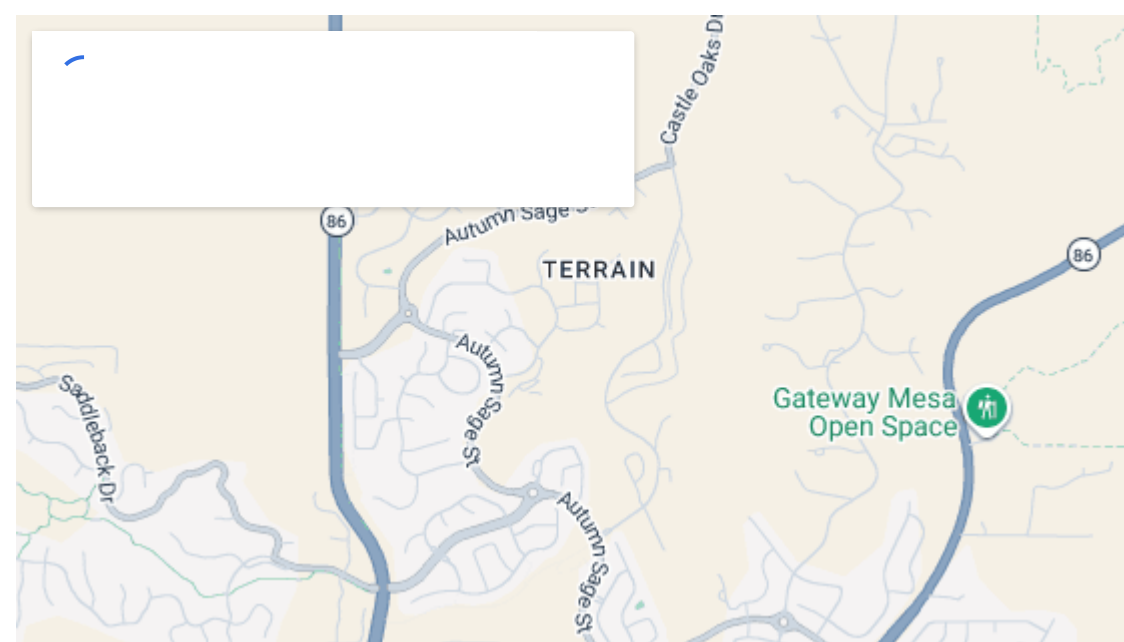 Castle Oaks Dr
86
Autumn Sage S
TERRAIN
86
Autumn Sage St
Saddleback Dr
Gateway Mesa
Open Space
Autumn Sage St